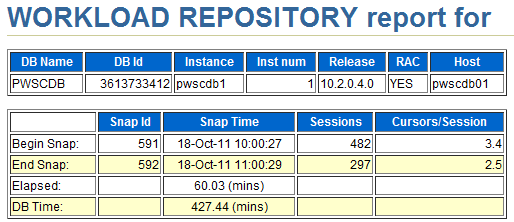 WORKLOAD REPOSITORY report for
DB Name DB Id Instance Inst num Release RAC Host
PWSCDB 3613733412 pwscdb1 1 10.2.0.4.0 YES pwscdb01
Snap Id Snap Time Sessions Cursors/Session
Begin Snap: 591 18-Oct-11 10:00:27 482 3.4
End Snap: 592 18-Oct-11 11:00:29 297 2.5
Elapsed: 60.03 (mins)
DB Time: 427.44 (mins)